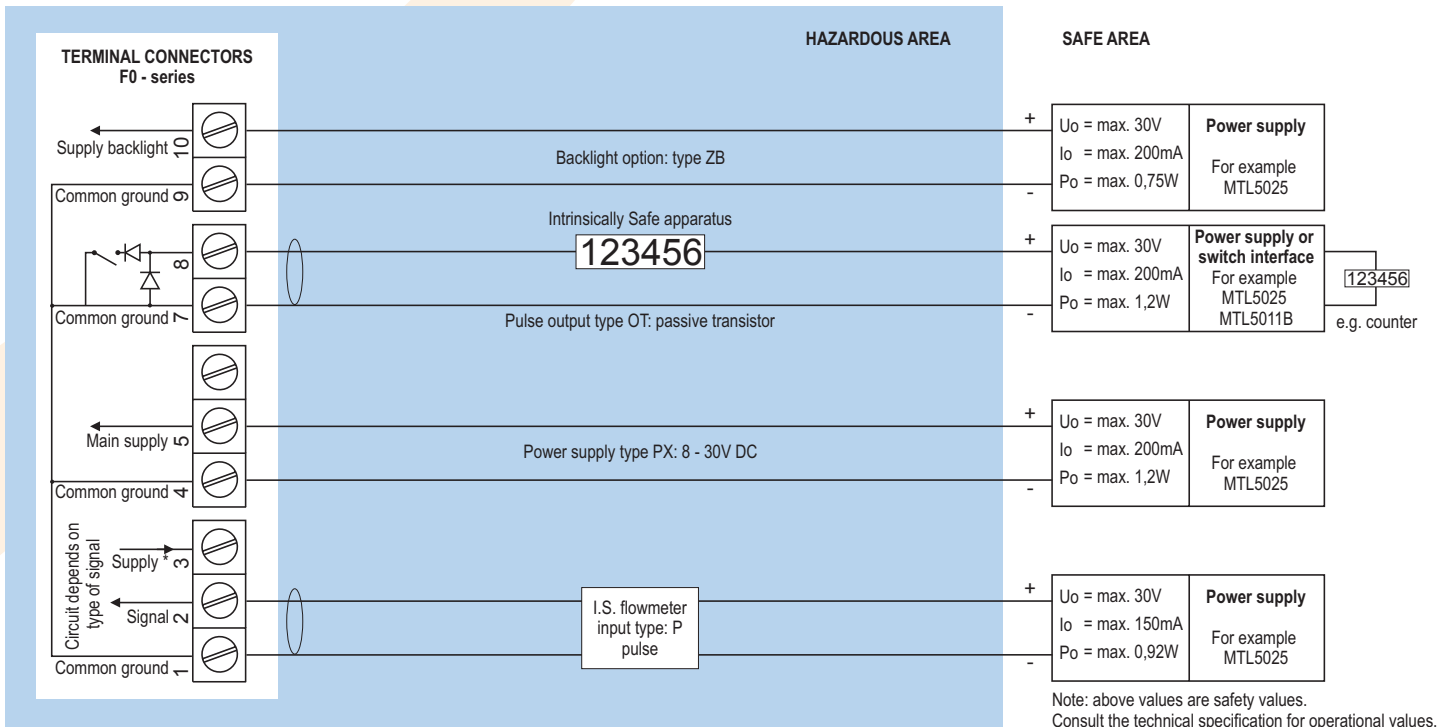 HAZARDOUS AREA
SAFE AREA
TERMINAL CONNECTORS
F0 - series
Supply backlight 10
Common ground 9
Backlight option: type ZB
+
-
Uo = max. 30V
Io = max. 200mA
Po = max. 0,75W
Power supply
For example
MTL5025
8
Common ground 7
Intrinsically Safe apparatus
123456
Pulse output type OT: passive transistor
+
-
Uo = max. 30V
Io = max. 200mA
Po = max. 1,2W
Power supply or
switch interface
For example
MTL5025
MTL5011B
123456
e.g. counter
Main supply 5
Common ground 4
Power supply type PX: 8 - 30V DC
+
-
Uo = max. 30V
Io = max. 200mA
Po = max. 1,2W
Power supply
For example
MTL5025
Circuit depends on
type of signal
Supply * 3
Signal 2
Common ground 1
I.S. flowmeter
input type: P
pulse
+
-
Uo = max. 30V
Io = max. 150mA
Po = max. 0,92W
Power supply
For example
MTL5025
Note: above values are safety values.
Consult the technical specification for operational values.